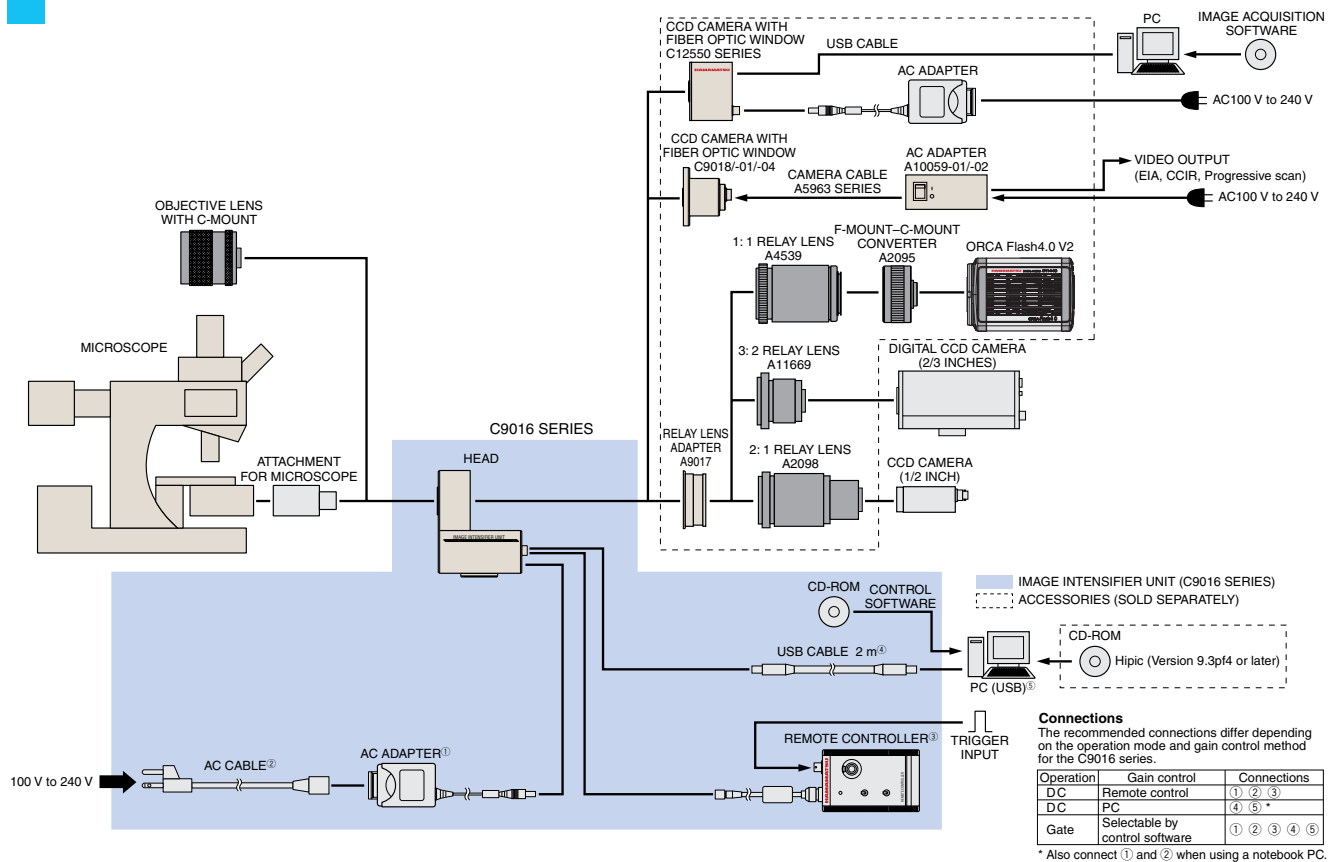 CCD CAMERA WITH
FIBER OPTIC WINDOW
C12550 SERIES
HAMAMATSU
USB CABLE
PC
IMAGE ACQUISITION
SOFTWARE
AC ADAPTER
AC100 V to 240 V
CCD CAMERA WITH
FIBER OPTIC WINDOW
C9018/-01/-04
CAMERA CABLE
A5963 SERIES
AC ADAPTER
A10059-01/-02
VIDEO OUTPUT
(EIA, CCIR, Progressive scan)
AC100 V to 240 V
OBJECTIVE LENS
WITH C-MOUNT
1: 1 RELAY LENS
A4539
F-MOUNT–C-MOUNT
CONVERTER
A2095
ORCA Flash4.0 V2
MICROSCOPE
3: 2 RELAY LENS
A11669
DIGITAL CCD CAMERA
(2/3 INCHES)
C9016 SERIES
HEAD
ATTACHMENT
FOR MICROSCOPE
RELAY LENS
ADAPTER
A9017
2: 1 RELAY LENS
A2098
CCD CAMERA
(1/2 INCH)
IMAGE INTENSIFIER UNIT
IMAGE INTENSIFIER UNIT (C9016 SERIES)
ACCESSORIES (SOLD SEPARATELY)
CD-ROM
CONTROL
SOFTWARE
USB CABLE 2 m④
PC (USB)⑤
CD-ROM
Hipic (Version 9.3pf4 or later)
TRIGGER
INPUT
REMOTE CONTROLLER③
HAMAMATSU
REMOTE CONTROLLER
AC ADAPTER①
AC CABLE②
100 V to 240 V
Connections
The recommended connections differ depending
on the operation mode and gain control method
for the C9016 series.
Operation Gain control Connections
DC Remote control ① ② ③
DC PC ④ ⑤ *
Gate Selectable by
control software ① ② ③ ④ ⑤
* Also connect ① and ② when using a notebook PC.